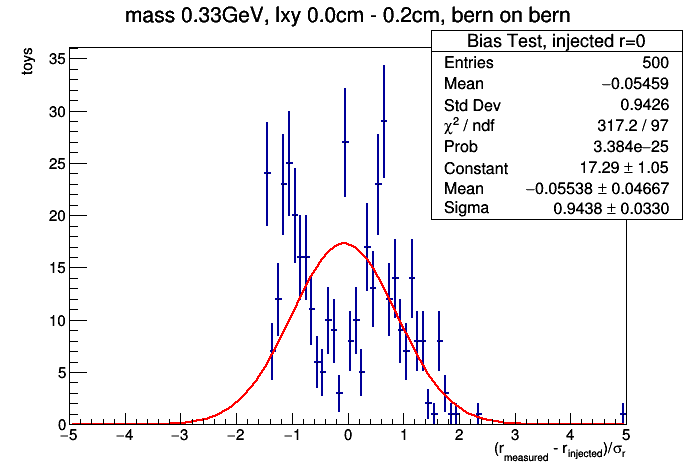 mass 0.33GeV, lxy 0.0cm - 0.2cm, bern on bern
Bias Test, injected r=0
Entries 500
Mean −0.05459
Std Dev 0.9426
χ² / ndf 317.2 / 97
Prob 3.384e−25
Constant 17.29 ± 1.05
Mean −0.05538 ± 0.04667
Sigma 0.9438 ± 0.0330
toys
35
30
25
20
15
10
5
0
−5 −4 −3 −2 −1 0 1 2 3 4 5
(r_measured - r_injected)/σ_r